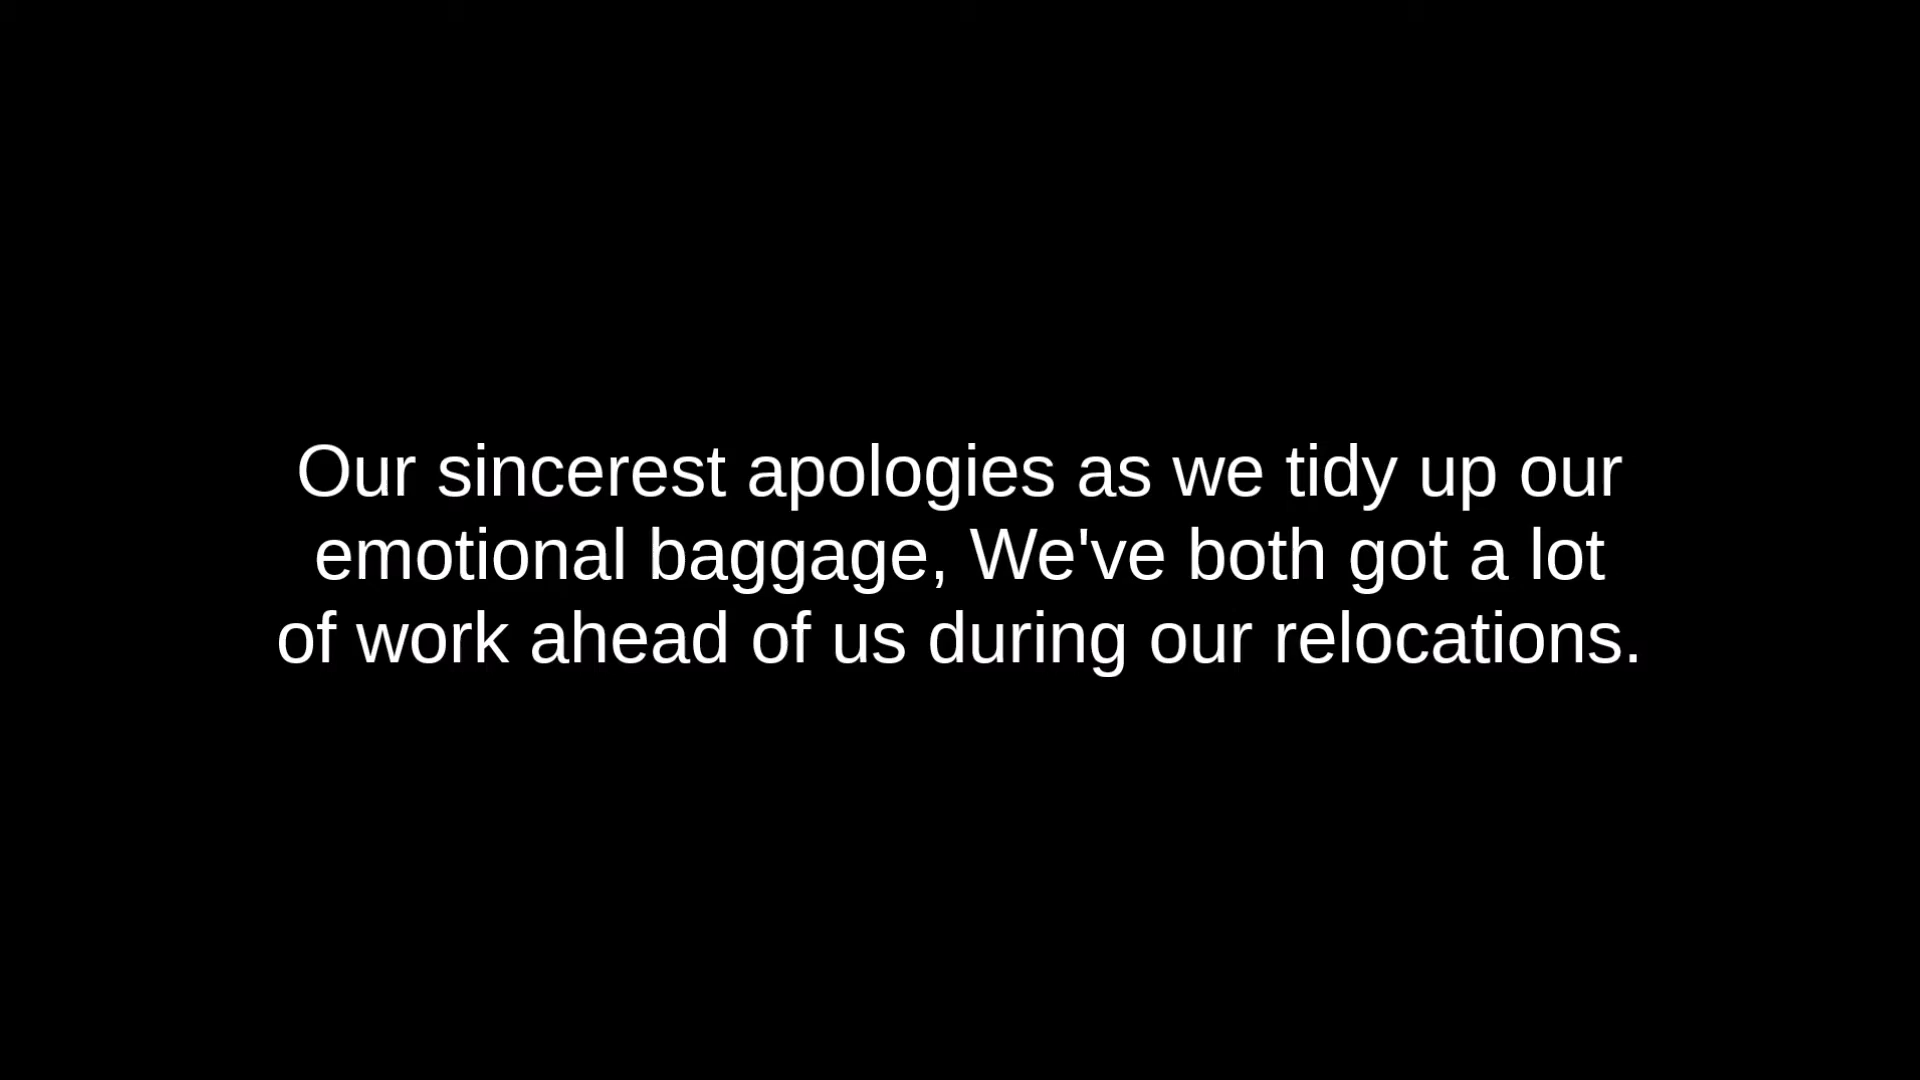 Our sincerest apologies as we tidy up our
emotional baggage, We've both got a lot
of work ahead of us during our relocations.